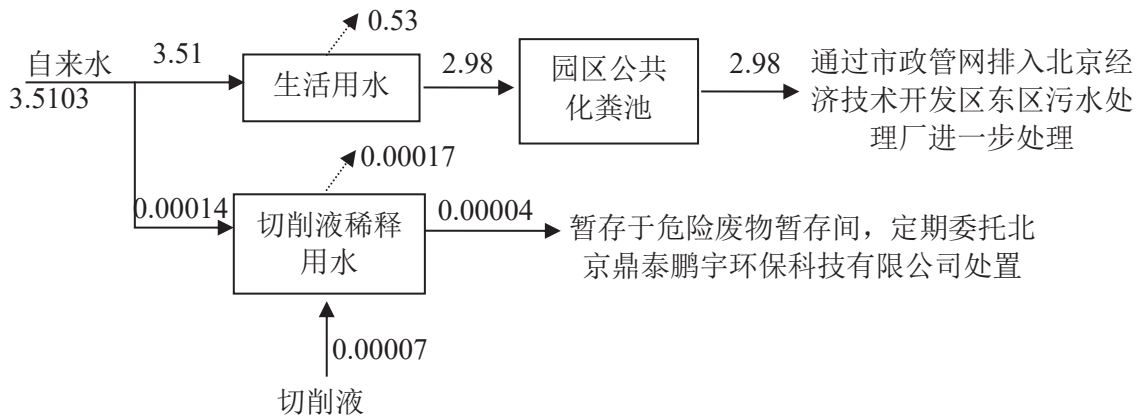 0.53
自来水
3.51
3.5103
生活用水
2.98
园区公共
化粪池
2.98
通过市政管网排入北京经
济技术开发区东区污水处
理厂进一步处理
0.00017
0.00014
切削液稀释
用水
0.00004
暂存于危险废物暂存间，定期委托北
京鼎泰鹏宇环保科技有限公司处置
0.00007
切削液